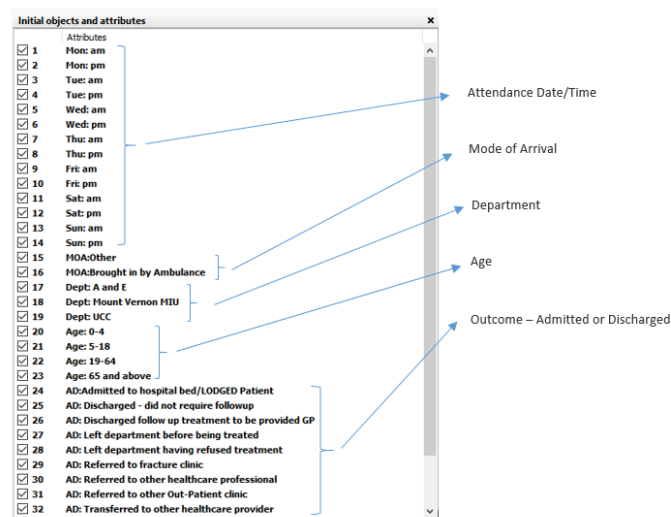 Initial objects and attributes x
Attributes
1 Mon: am
2 Mon: pm
3 Tue: am
4 Tue: pm
5 Wed: am
6 Wed: pm
7 Thu: am
8 Thu: pm
9 Fri: am
10 Fri: pm
11 Sat: am
12 Sat: pm
13 Sun: am
14 Sun: pm
15 MOA:Other
16 MOA:Brought in by Ambulance
17 Dept: A and E
18 Dept: Mount Vernon MIU
19 Dept: UCC
20 Age: 0-4
21 Age: 5-18
22 Age: 19-64
23 Age: 65 and above
24 AD:Admitted to hospital bed/LODGED Patient
25 AD: Discharged - did not require followup
26 AD: Discharged follow up treatment to be provided GP
27 AD: Left department before being treated
28 AD: Left department having refused treatment
29 AD: Referred to fracture clinic
30 AD: Referred to other healthcare professional
31 AD: Referred to other Out-Patient clinic
32 AD: Transferred to other healthcare provider
Attendance Date/Time
Mode of Arrival
Department
Age
Outcome – Admitted or Discharged